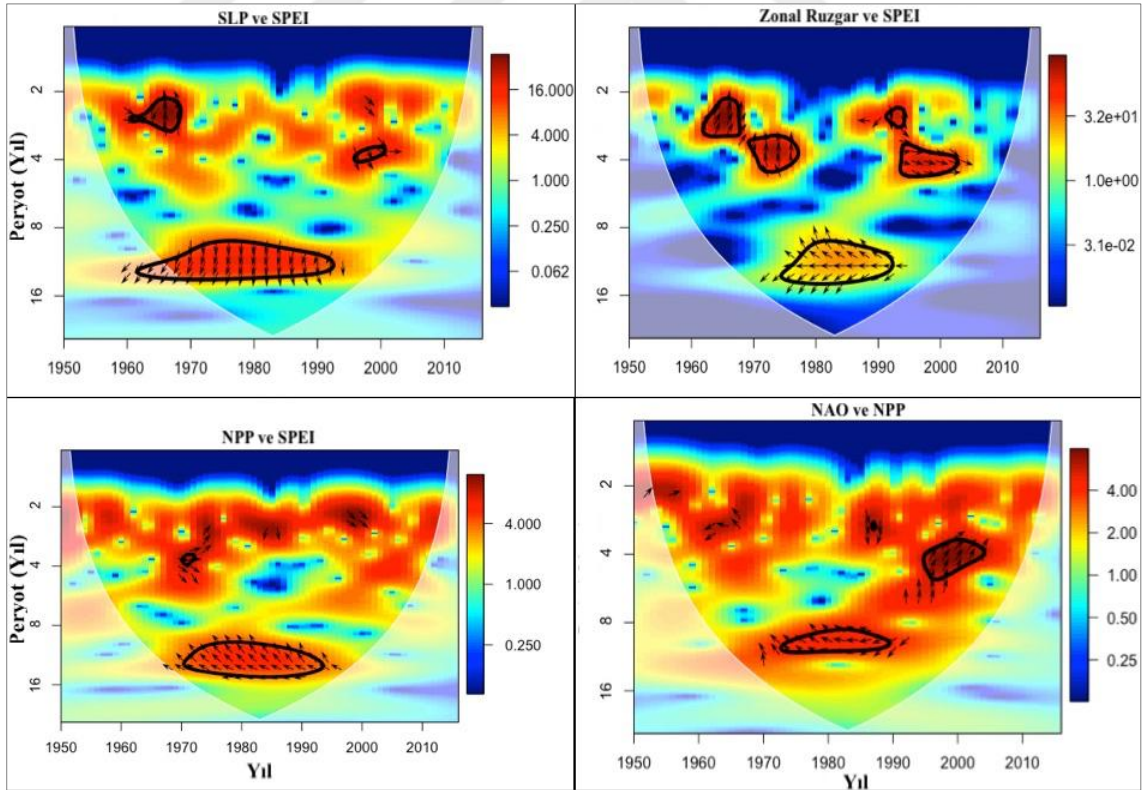 SLP ve SPEI
Peryot (Yıl)
2
4
8
16
1950 1960 1970 1980 1990 2000 2010
16.000
4.000
1.000
0.250
0.062
Zonal Ruzgar ve SPEI
2
4
8
16
1950 1960 1970 1980 1990 2000 2010
3.2e+01
1.0e+00
3.1e-02
NPP ve SPEI
Peryot (Yıl)
2
4
8
16
1950 1960 1970 1980 1990 2000 2010
Yıl
4.000
1.000
0.250
NAO ve NPP
2
4
8
16
1950 1960 1970 1980 1990 2000 2010
Yıl
4.00
2.00
1.00
0.50
0.25